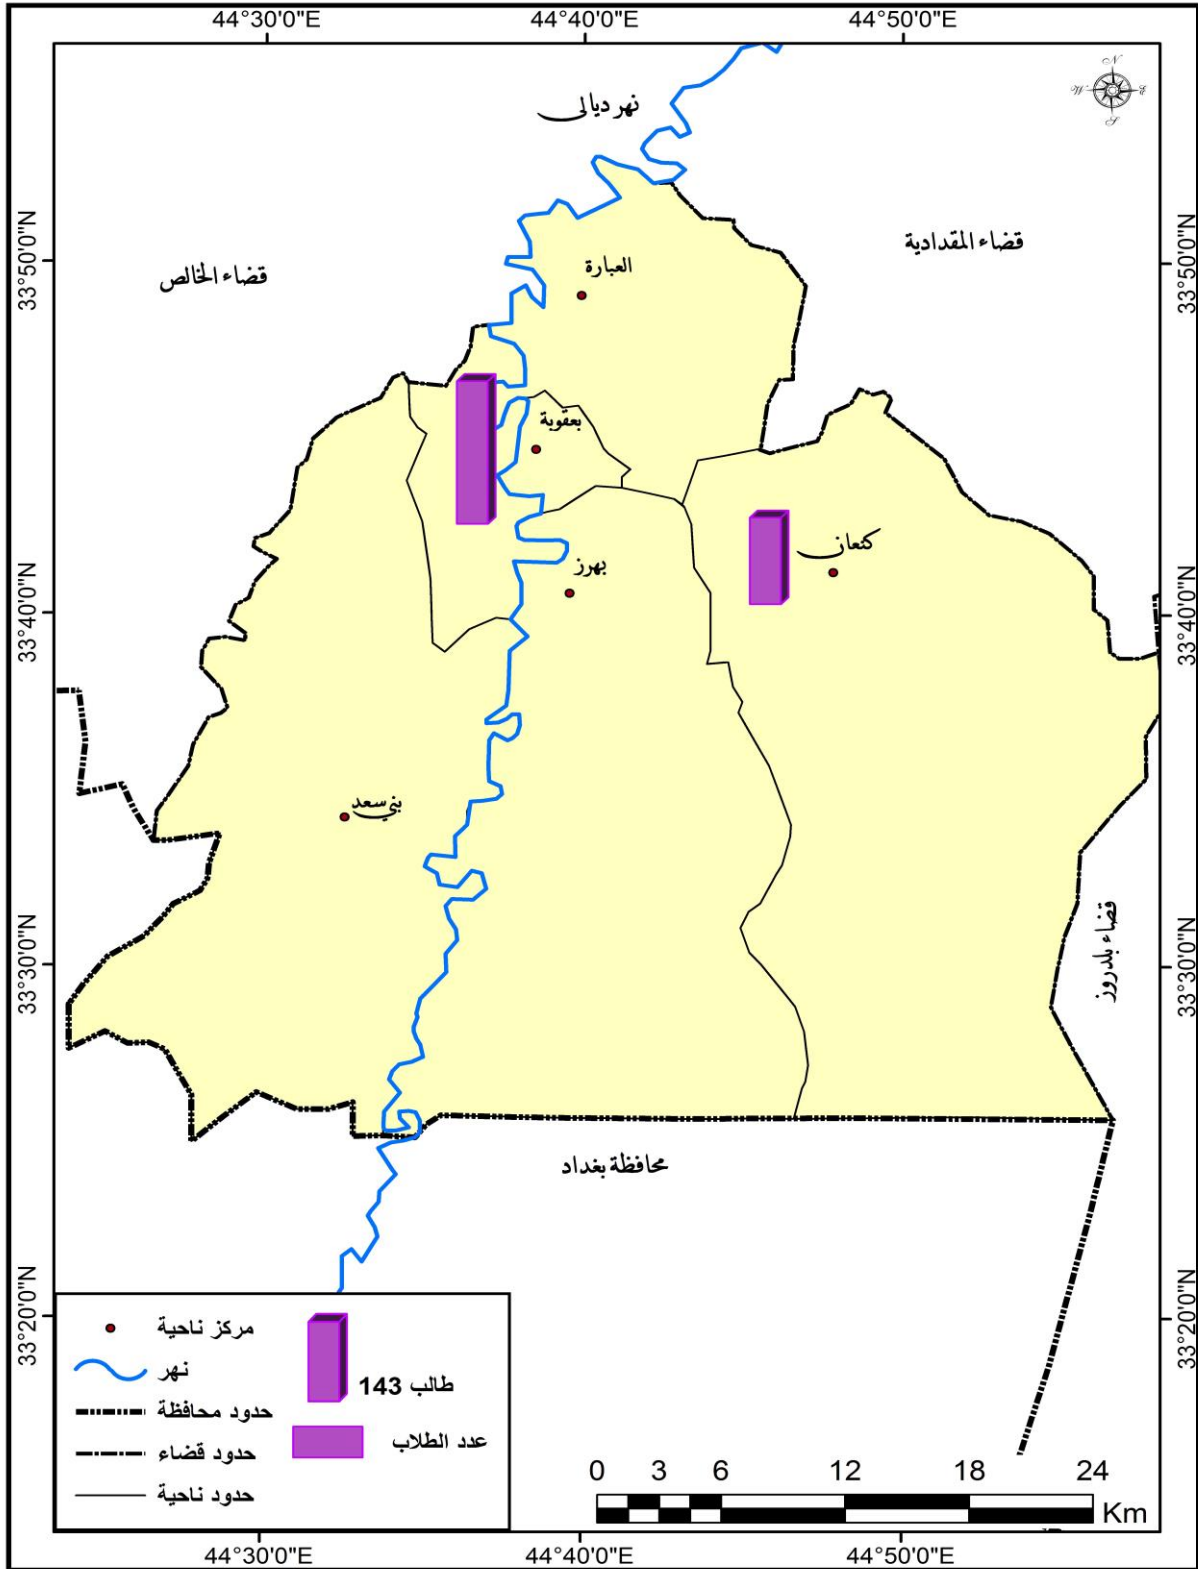 44°30'0"E 44°40'0"E 44°50'0"E
N
W E
S
نهر ديالى
33°50'0"N
33°50'0"N
قضاء المقدادية
قضاء الخالص
العبارة
بعقوبة
كنعان
بهرز
33°40'0"N
33°40'0"N
بني سعد
قضاء بلدروز
33°30'0"N
33°30'0"N
محافظة بغداد
33°20'0"N
33°20'0"N
مركز ناحية
نهر
حدود محافظة
حدود قضاء
حدود ناحية
143 طالب
عدد الطلاب
0 3 6 12 18 24
Km
44°30'0"E 44°40'0"E 44°50'0"E